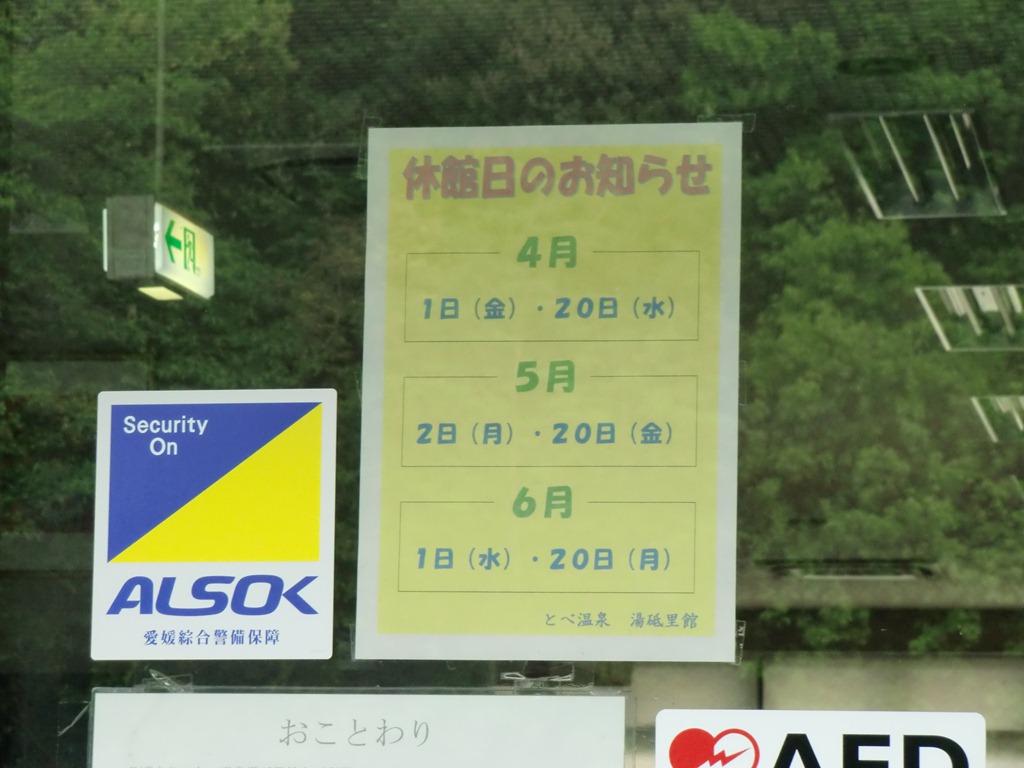 休館日のお知らせ
4月
1日（金）・20日（水）
5月
2日（月）・20日（金）
6月
1日（水）・20日（月）
とべ温泉　湯砥里館
Security
On
ALSOK
愛媛綜合警備保障
おことわり
AED